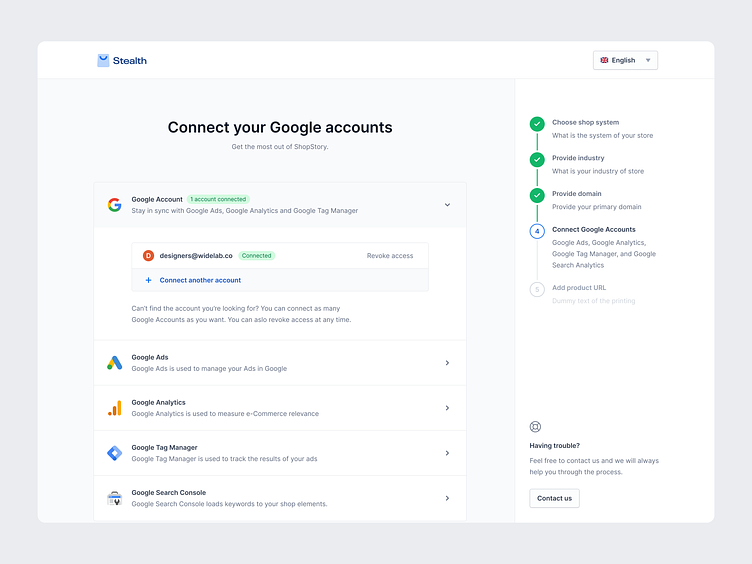 Stealth
English
Connect your Google accounts
Get the most out of ShopStory.
Google Account 1 account connected
Stay in sync with Google Ads, Google Analytics and Google Tag Manager
D designers@widelab.co Connected Revoke access
+ Connect another account
Can't find the account you're looking for? You can connect as many
Google Accounts as you want. You can aslo revoke access at any time.
Google Ads
Google Ads is used to manage your Ads in Google
Google Analytics
Google Analytics is used to measure e-Commerce relevance
Google Tag Manager
Google Tag Manager is used to track the results of your ads
Google Search Console
Google Search Console loads keywords to your shop elements.
Choose shop system
What is the system of your store
Provide industry
What is your industry of store
Provide domain
Provide your primary domain
4 Connect Google Accounts
Google Ads, Google Analytics,
Google Tag Manager, and Google
Search Analytics
5 Add product URL
Dummy text of the printing
Having trouble?
Feel free to contact us and we will always
help you through the process.
Contact us